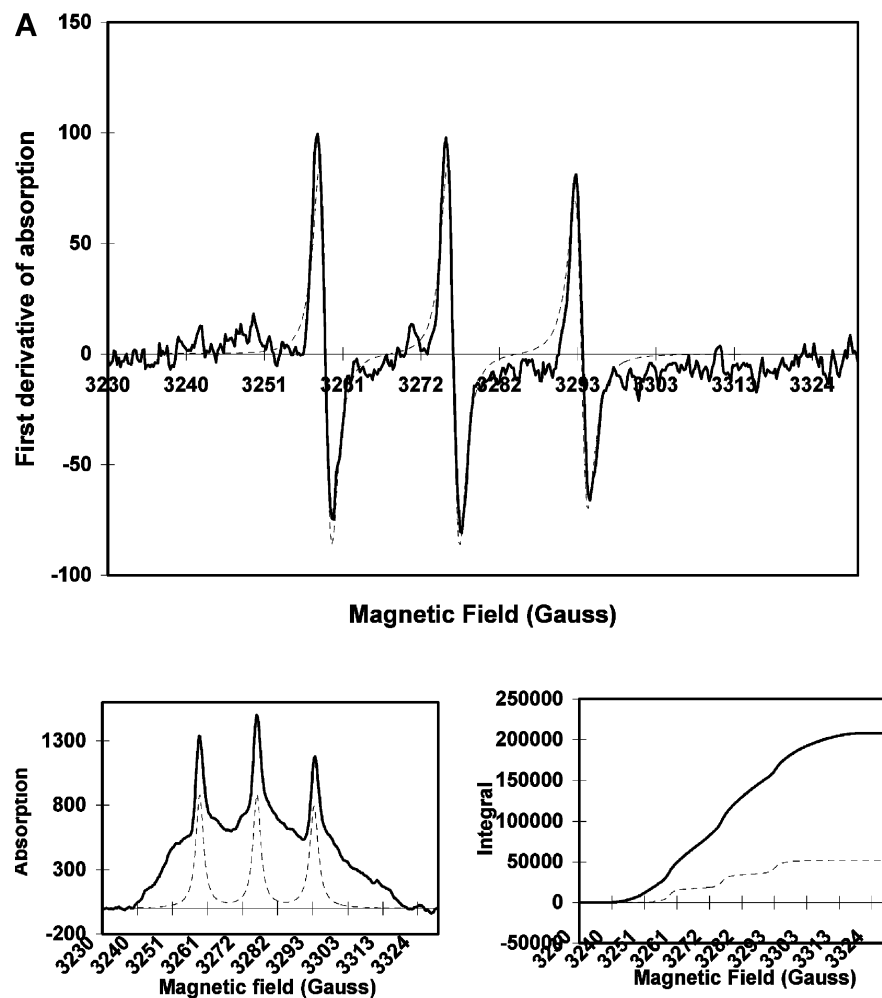 A
150
100
50
0
-50
-100
3230 3240 3251 3261 3272 3282 3293 3303 3313 3324
First derivative of absorption
Magnetic Field (Gauss)
1300
800
300
-200
Absorption
3230 3240 3251 3261 3272 3282 3293 3303 3313 3324
Magnetic field (Gauss)
250000
200000
150000
100000
50000
0
-50000
Integral
3230 3240 3251 3261 3272 3282 3293 3303 3313 3324
Magnetic Field (Gauss)